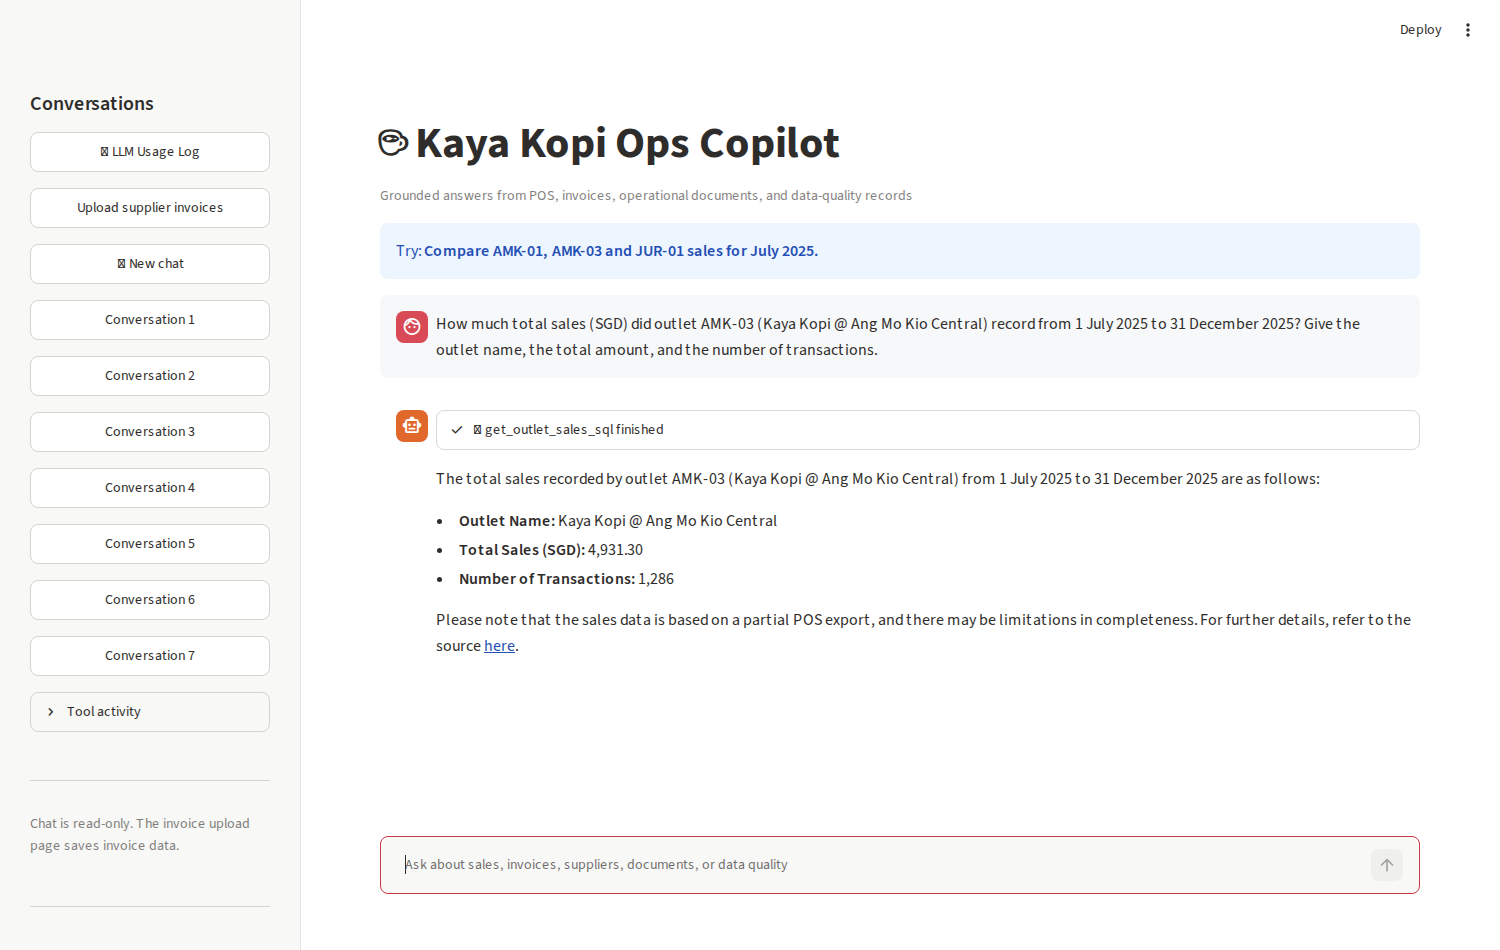 Deploy
Conversations
LLM Usage Log
Upload supplier invoices
New chat
Conversation 1
Conversation 2
Conversation 3
Conversation 4
Conversation 5
Conversation 6
Conversation 7
Tool activity
Chat is read-only. The invoice upload
page saves invoice data.
Kaya Kopi Ops Copilot
Grounded answers from POS, invoices, operational documents, and data-quality records
Try: Compare AMK-01, AMK-03 and JUR-01 sales for July 2025.
How much total sales (SGD) did outlet AMK-03 (Kaya Kopi @ Ang Mo Kio Central) record from 1 July 2025 to 31 December 2025? Give the
outlet name, the total amount, and the number of transactions.
get_outlet_sales_sql finished
The total sales recorded by outlet AMK-03 (Kaya Kopi @ Ang Mo Kio Central) from 1 July 2025 to 31 December 2025 are as follows:
• Outlet Name: Kaya Kopi @ Ang Mo Kio Central
• Total Sales (SGD): 4,931.30
• Number of Transactions: 1,286
Please note that the sales data is based on a partial POS export, and there may be limitations in completeness. For further details, refer to the
source here.
Ask about sales, invoices, suppliers, documents, or data quality